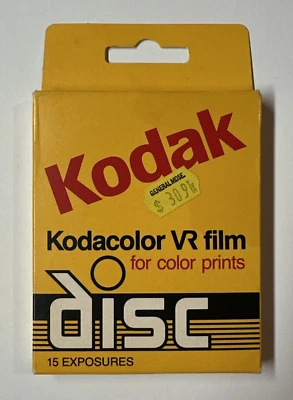 Kodak
GENERAL MDSE.
$ 3.09
Kodacolor VR film
for color prints
disc
15 EXPOSURES